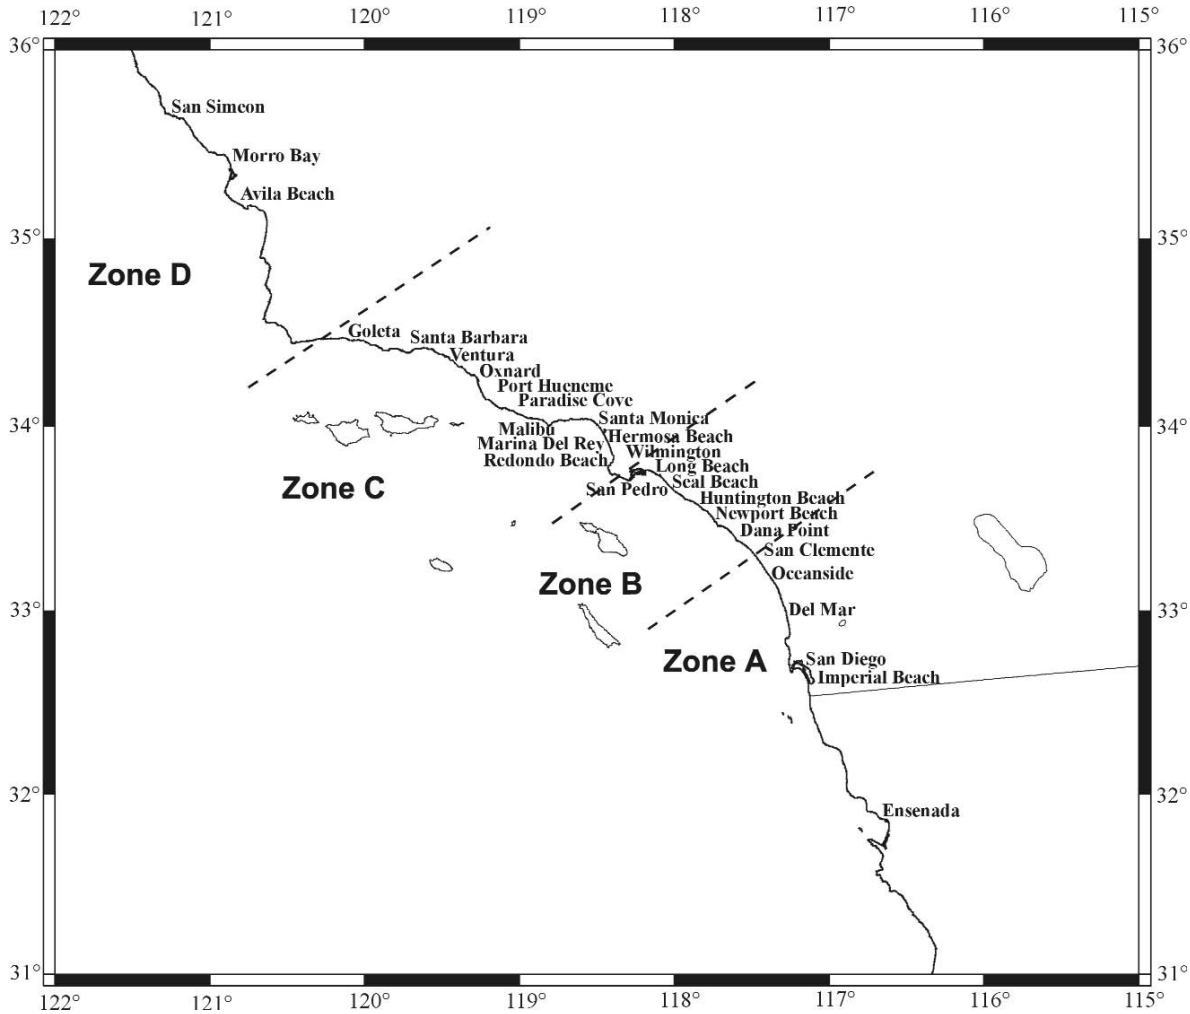 122° 121° 120° 119° 118° 117° 116° 115°
36° 36°
San Simeon
Morro Bay
Avila Beach
35° 35°
Zone D
Goleta Santa Barbara
Ventura
Oxnard
Port Hueneme
Paradise Cove
34° Malibu Santa Monica 34°
Marina Del Rey Hermosa Beach
Redondo Beach Wilmington
Long Beach
Zone C San Pedro Seal Beach
Huntington Beach
Newport Beach
Dana Point
San Clemente
Zone B Oceanside
33° Del Mar 33°
Zone A San Diego
Imperial Beach
32° 32°
Ensenada
31° 31°
122° 121° 120° 119° 118° 117° 116° 115°